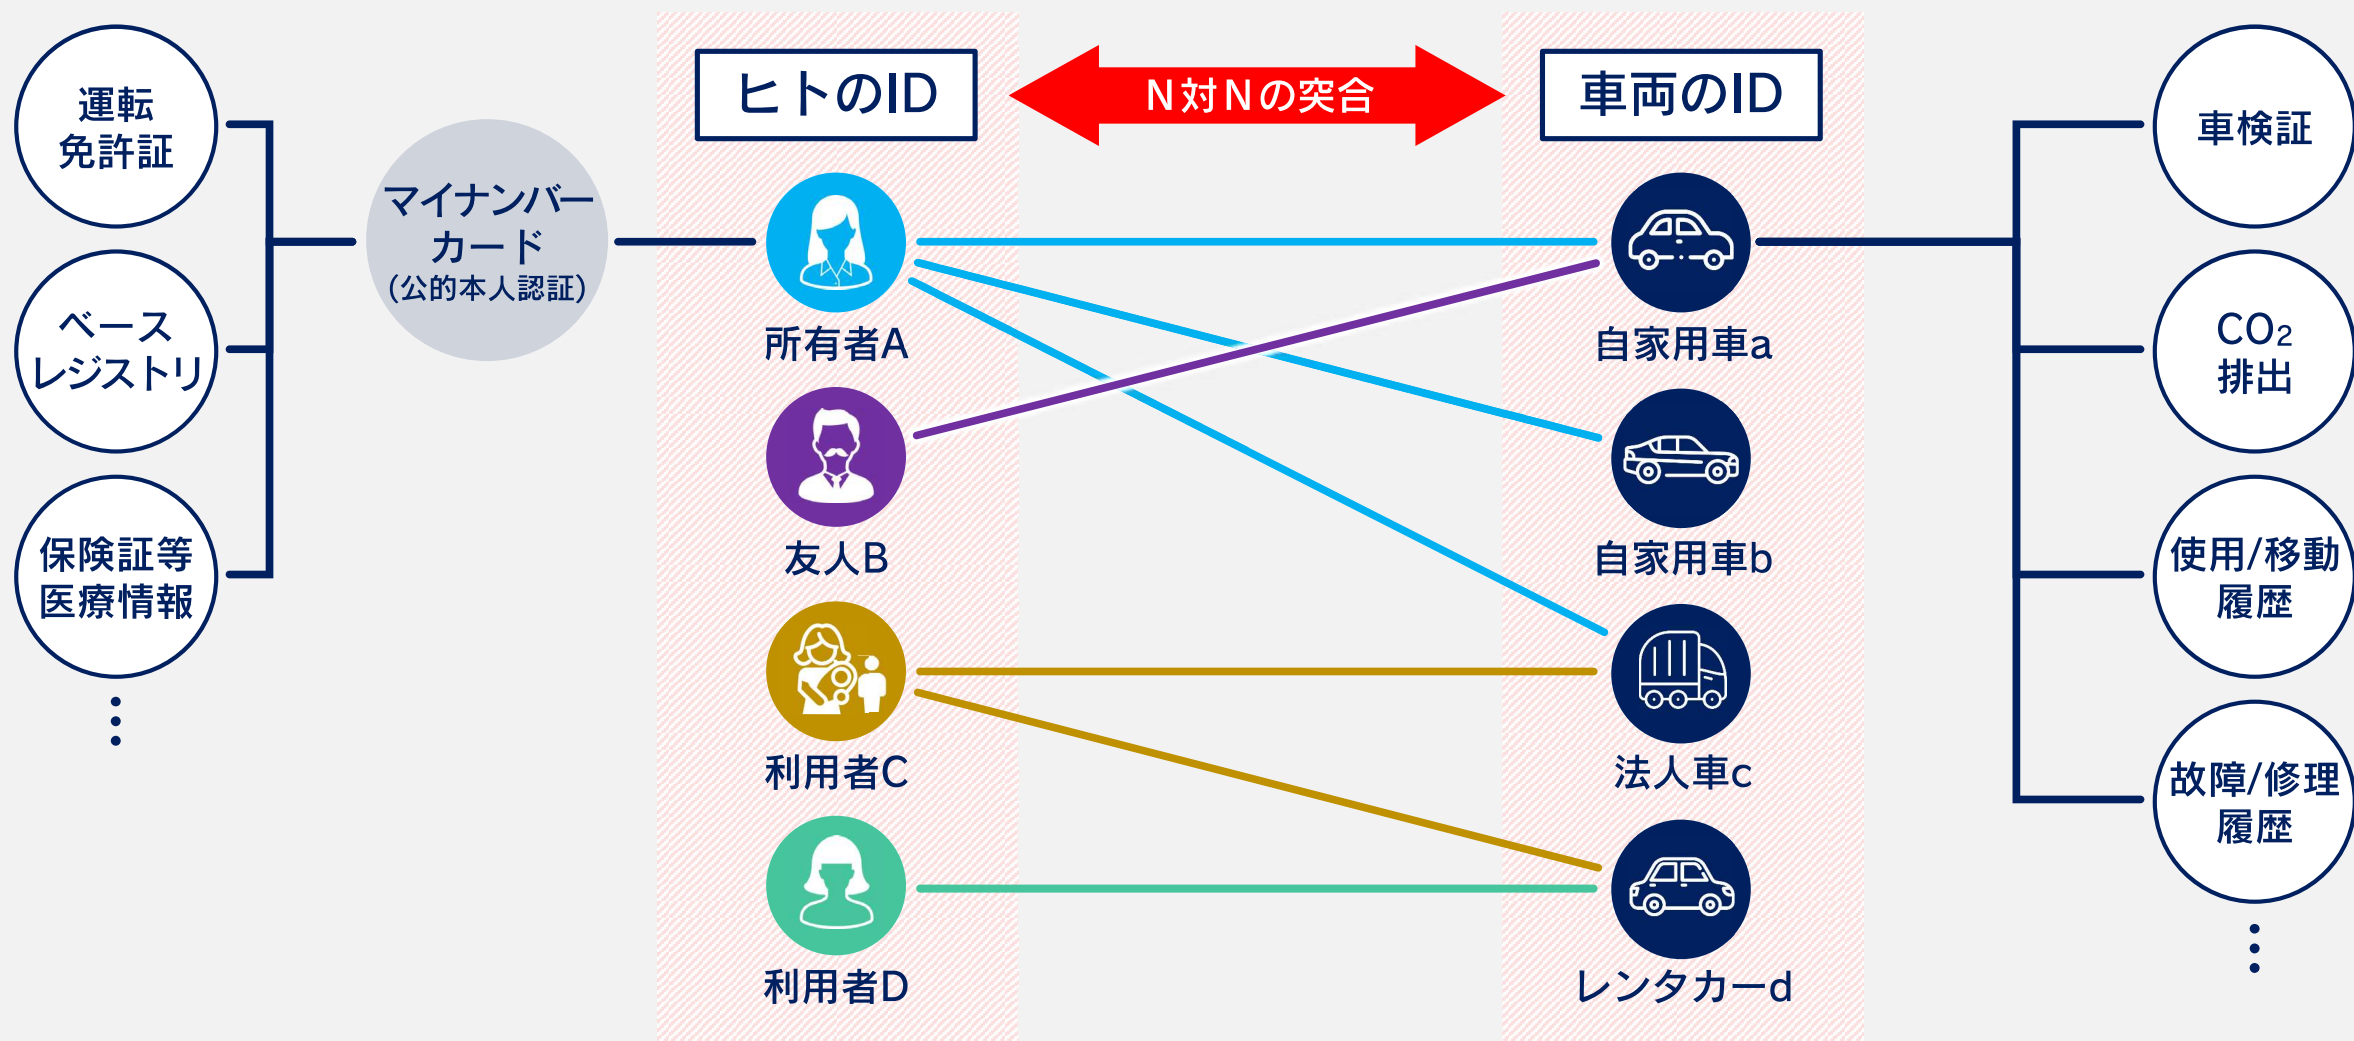 運転
免許証
ベース
レジストリ
保険証等
医療情報
マイナンバー
カード
(公的本人認証)
ヒトのID
N対Nの突合
車両のID
所有者A
友人B
利用者C
利用者D
自家用車a
自家用車b
法人車c
レンタカーd
車検証
CO₂
排出
使用/移動
履歴
故障/修理
履歴